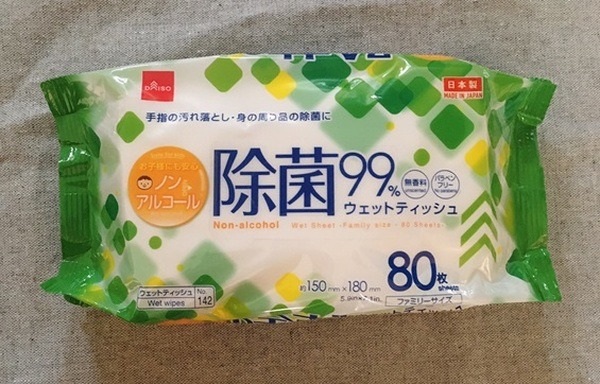 DAISO
日本製
MADE IN JAPAN
手指の汚れ落とし・身の周り品の除菌に
お子様にも安心
ノン
アルコール
除菌99%
無香料
unscented
パラベン
フリー
No parabens
ウェットティッシュ
Non-alcohol
Wet Sheet ・Family size・ 80 Sheets
ウェットティッシュ
Wet wipes
No.
142
約150mm×180mm
80枚
sheets
ファミリーサイズ